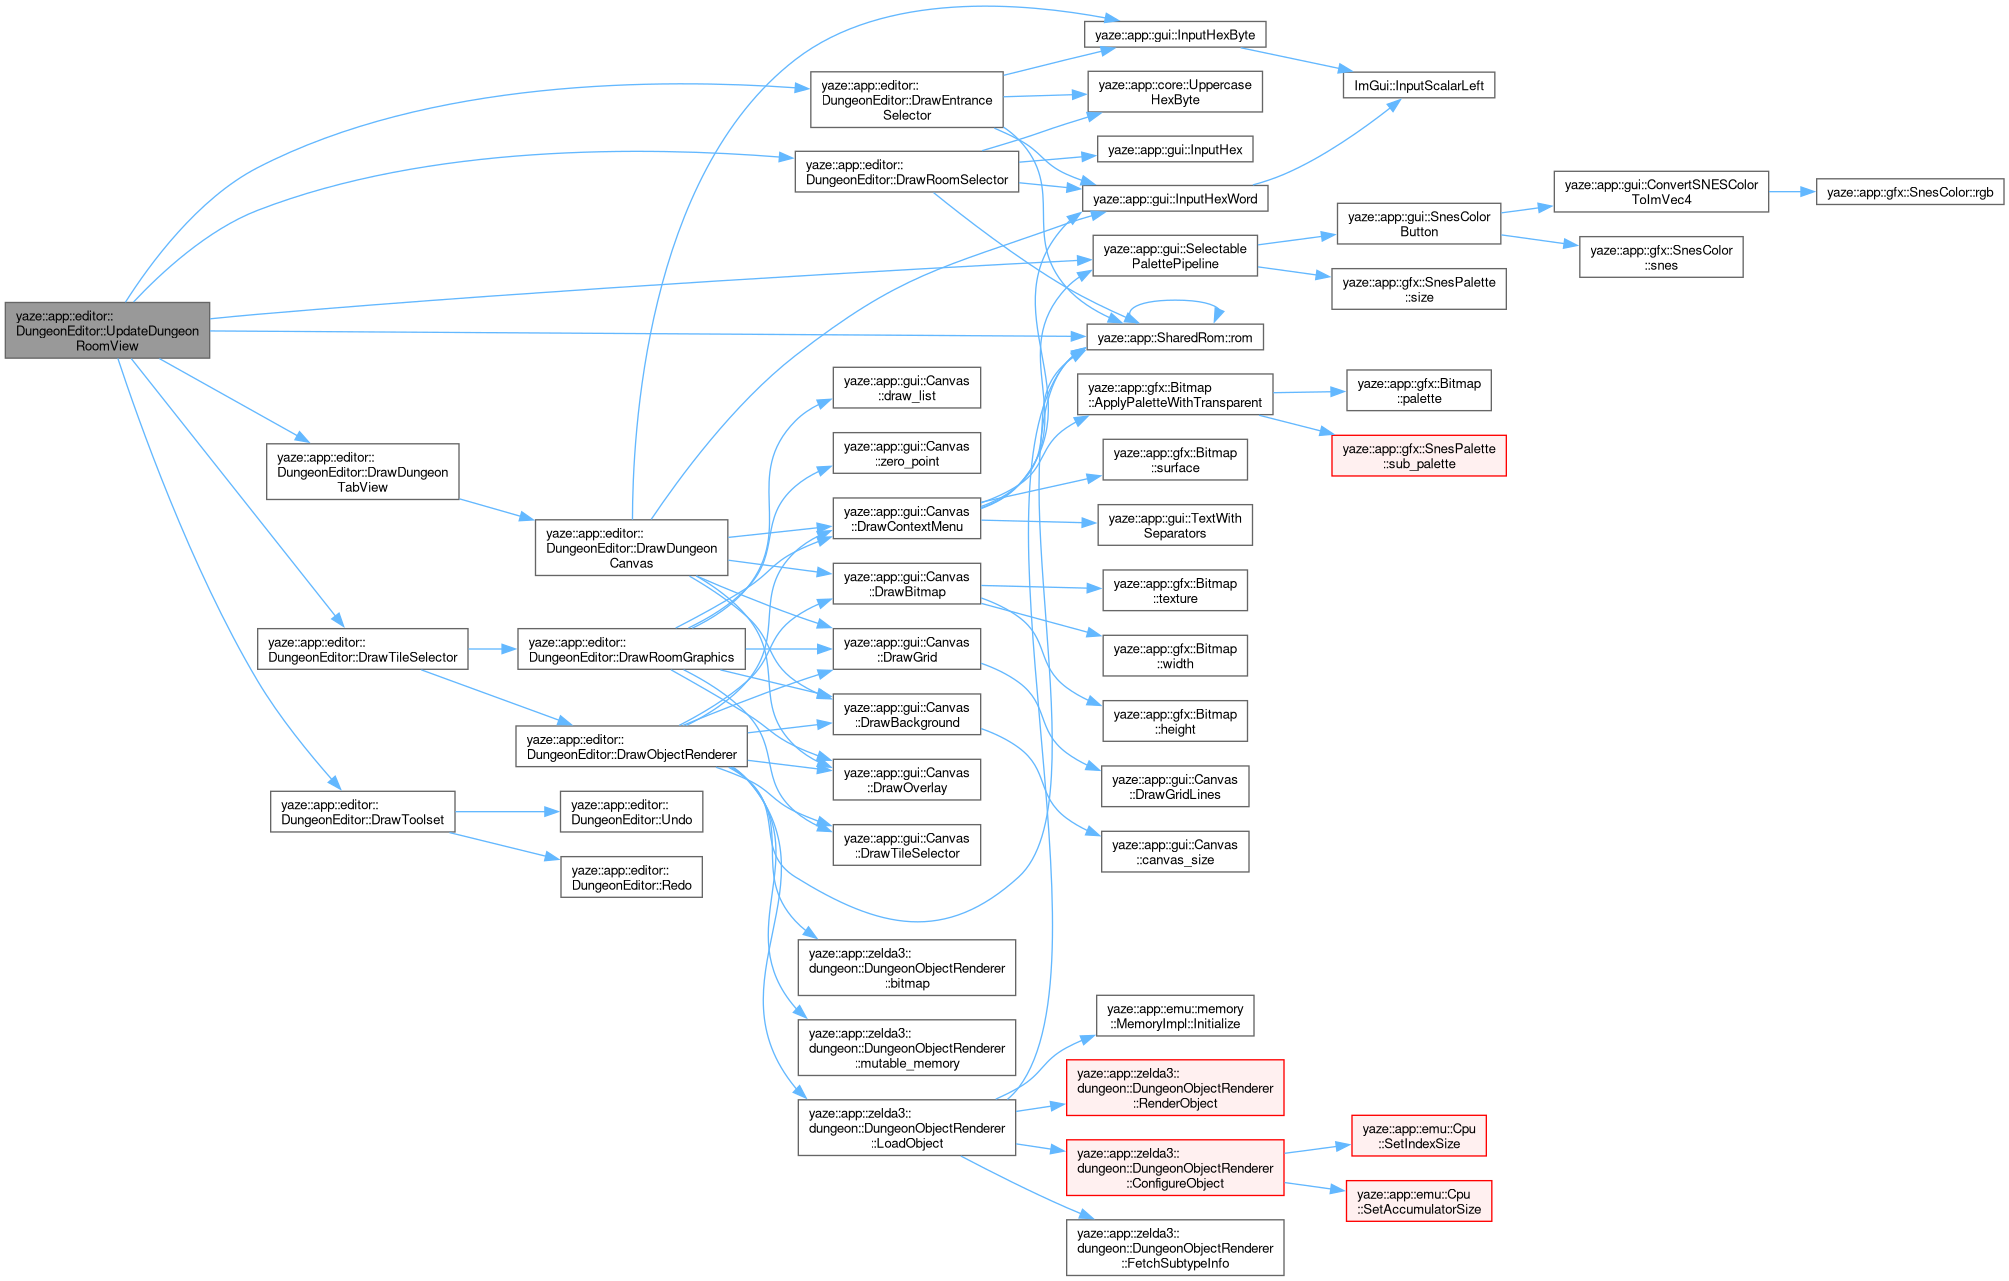 yaze::app::editor::
DungeonEditor::UpdateDungeon
RoomView
yaze::app::editor::
DungeonEditor::DrawDungeon
TabView
yaze::app::editor::
DungeonEditor::DrawTileSelector
yaze::app::editor::
DungeonEditor::DrawToolset
yaze::app::editor::
DungeonEditor::DrawDungeon
Canvas
yaze::app::editor::
DungeonEditor::DrawRoomGraphics
yaze::app::editor::
DungeonEditor::DrawObjectRenderer
yaze::app::editor::
DungeonEditor::Undo
yaze::app::editor::
DungeonEditor::Redo
yaze::app::editor::
DungeonEditor::DrawEntrance
Selector
yaze::app::editor::
DungeonEditor::DrawRoomSelector
yaze::app::gui::Canvas
::draw_list
yaze::app::gui::Canvas
::zero_point
yaze::app::gui::Canvas
::DrawContextMenu
yaze::app::gui::Canvas
::DrawBitmap
yaze::app::gui::Canvas
::DrawGrid
yaze::app::gui::Canvas
::DrawBackground
yaze::app::gui::Canvas
::DrawOverlay
yaze::app::gui::Canvas
::DrawTileSelector
yaze::app::zelda3::
dungeon::DungeonObjectRenderer
::bitmap
yaze::app::zelda3::
dungeon::DungeonObjectRenderer
::mutable_memory
yaze::app::zelda3::
dungeon::DungeonObjectRenderer
::LoadObject
yaze::app::gui::InputHexByte
yaze::app::core::Uppercase
HexByte
yaze::app::gui::InputHex
yaze::app::gui::InputHexWord
yaze::app::gui::Selectable
PalettePipeline
yaze::app::SharedRom::rom
yaze::app::gfx::Bitmap
::ApplyPaletteWithTransparent
yaze::app::gfx::Bitmap
::surface
yaze::app::gui::TextWith
Separators
yaze::app::gfx::Bitmap
::texture
yaze::app::gfx::Bitmap
::width
yaze::app::gfx::Bitmap
::height
yaze::app::gui::Canvas
::DrawGridLines
yaze::app::gui::Canvas
::canvas_size
yaze::app::emu::memory
::MemoryImpl::Initialize
yaze::app::zelda3::
dungeon::DungeonObjectRenderer
::RenderObject
yaze::app::zelda3::
dungeon::DungeonObjectRenderer
::ConfigureObject
yaze::app::zelda3::
dungeon::DungeonObjectRenderer
::FetchSubtypeInfo
ImGui::InputScalarLeft
yaze::app::gui::SnesColor
Button
yaze::app::gfx::SnesPalette
::size
yaze::app::gfx::Bitmap
::palette
yaze::app::gfx::SnesPalette
::sub_palette
yaze::app::emu::Cpu
::SetIndexSize
yaze::app::emu::Cpu
::SetAccumulatorSize
yaze::app::gui::ConvertSNESColor
ToImVec4
yaze::app::gfx::SnesColor
::snes
yaze::app::gfx::SnesColor::rgb